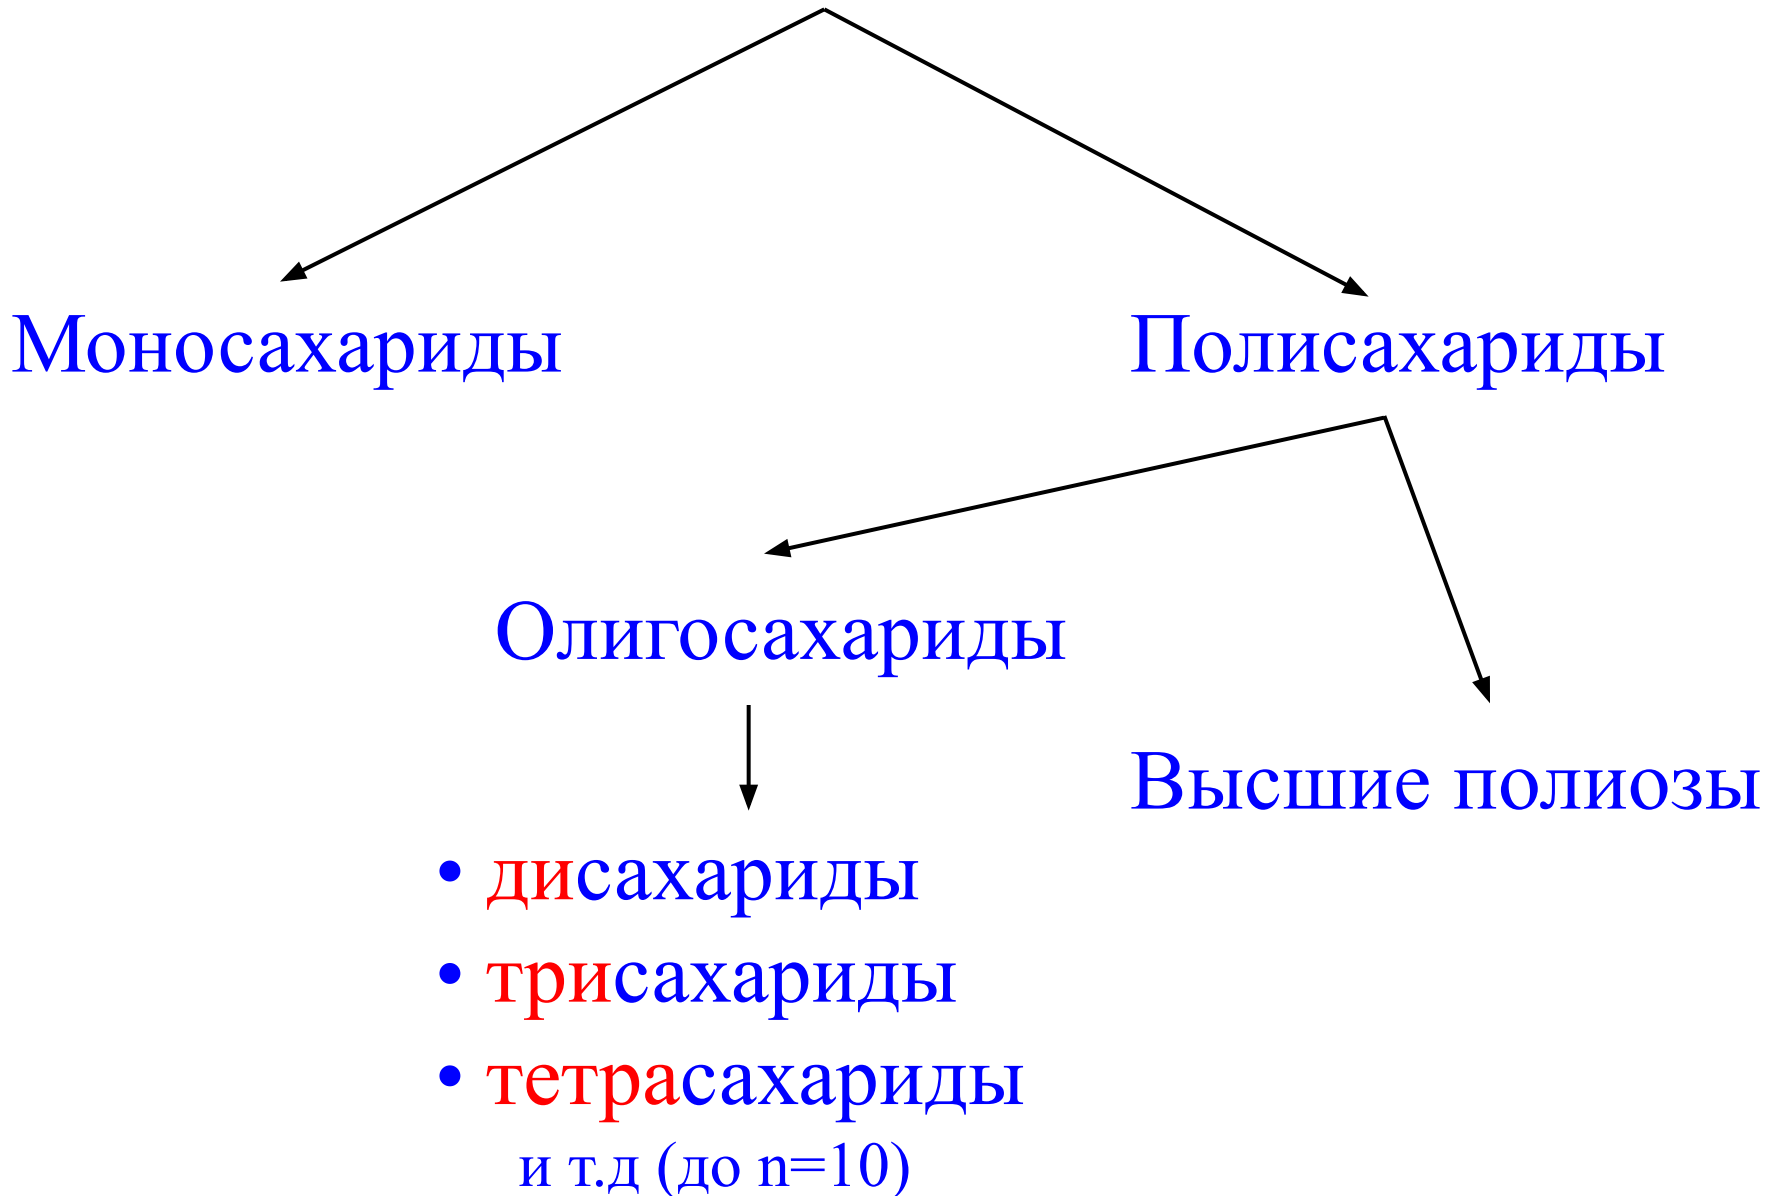 Моносахариды
Полисахариды
Олигосахариды
Высшие полиозы
• дисахариды
• трисахариды
• тетрасахариды
и т.д (до n=10)